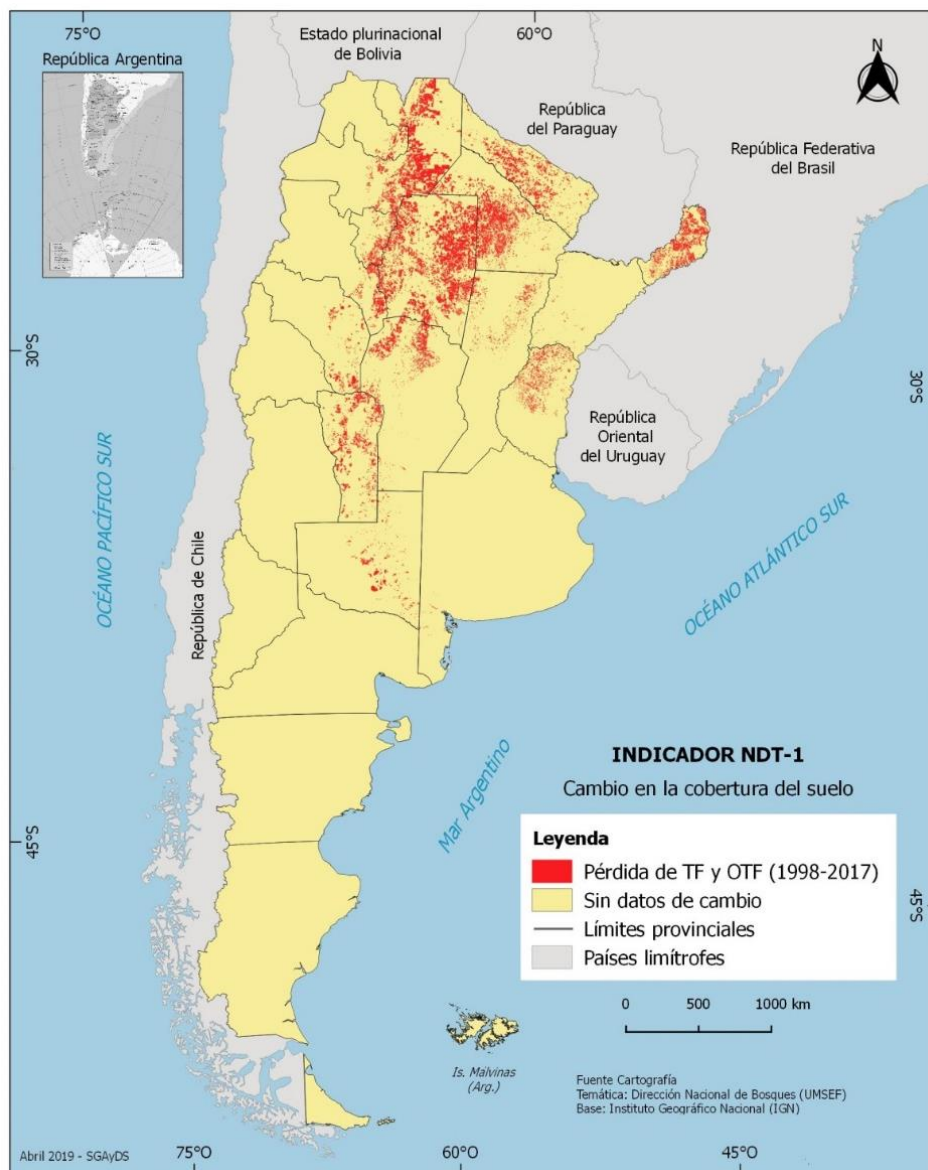 75°O
60°O
República Argentina
Estado plurinacional
de Bolivia
N
República
del Paraguay
República Federativa
del Brasil
30°S
30°S
República
Oriental
del Uruguay
OCÉANO PACÍFICO SUR
República de Chile
OCÉANO ATLÁNTICO SUR
Mar Argentino
INDICADOR NDT-1
Cambio en la cobertura del suelo
Leyenda
Pérdida de TF y OTF (1998-2017)
Sin datos de cambio
Límites provinciales
Países limítrofes
45°S
45°S
0 500 1000 km
Is. Malvinas
(Arg.)
Fuente Cartografía
Temática: Dirección Nacional de Bosques (UMSEF)
Base: Instituto Geográfico Nacional (IGN)
Abril 2019 - SGAyDS
75°O
60°O
45°O